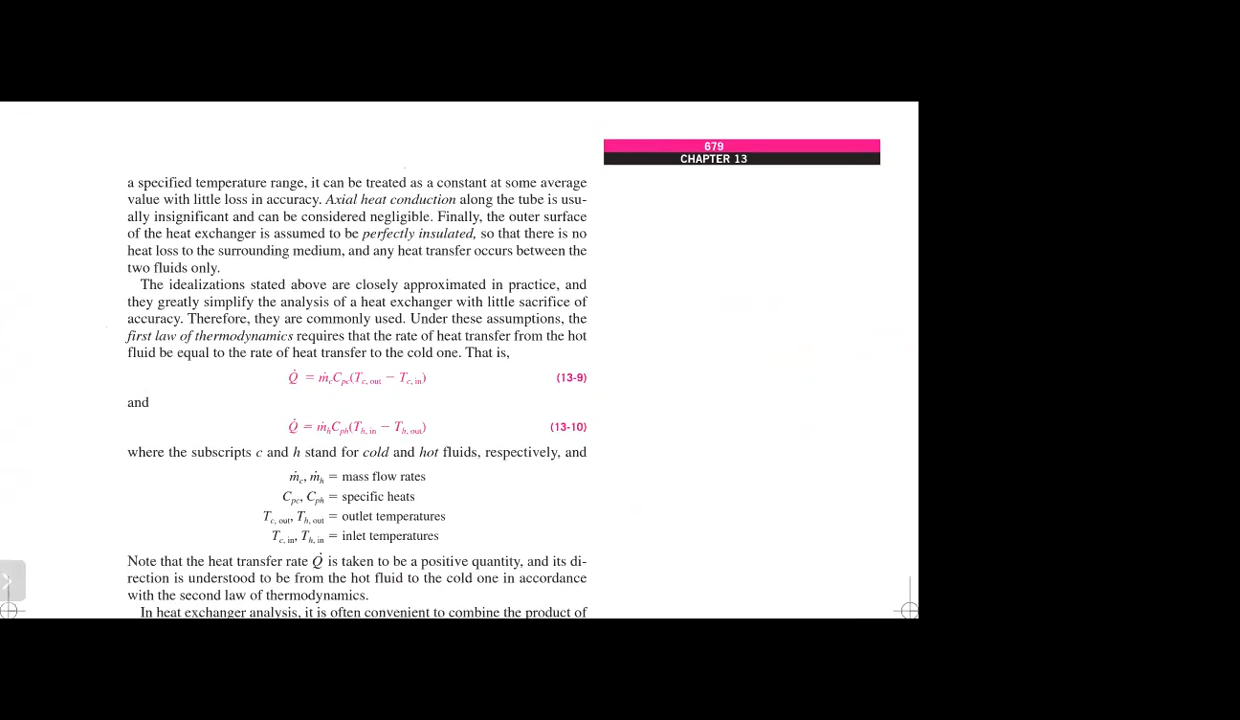 679
CHAPTER 13
a specified temperature range, it can be treated as a constant at some average
value with little loss in accuracy. Axial heat conduction along the tube is usu-
ally insignificant and can be considered negligible. Finally, the outer surface
of the heat exchanger is assumed to be perfectly insulated, so that there is no
heat loss to the surrounding medium, and any heat transfer occurs between the
two fluids only.
The idealizations stated above are closely approximated in practice, and
they greatly simplify the analysis of a heat exchanger with little sacrifice of
accuracy. Therefore, they are commonly used. Under these assumptions, the
first law of thermodynamics requires that the rate of heat transfer from the hot
fluid be equal to the rate of heat transfer to the cold one. That is,
Q̇ = ṁcCpc(Tc, out − Tc, in) (13-9)
and
Q̇ = ṁhCph(Th, in − Th, out) (13-10)
where the subscripts c and h stand for cold and hot fluids, respectively, and
ṁc, ṁh = mass flow rates
Cpc, Cph = specific heats
Tc, out, Th, out = outlet temperatures
Tc, in, Th, in = inlet temperatures
Note that the heat transfer rate Q̇ is taken to be a positive quantity, and its di-
rection is understood to be from the hot fluid to the cold one in accordance
with the second law of thermodynamics.
In heat exchanger analysis, it is often convenient to combine the product of